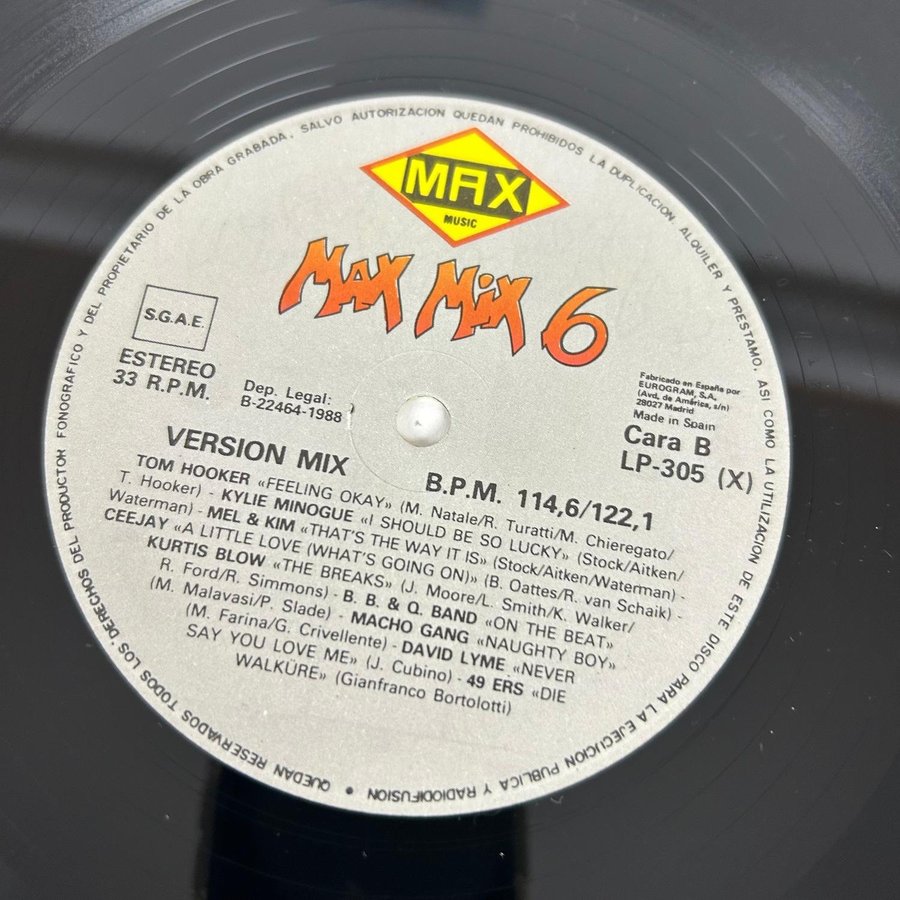 QUEDAN RESERVADOS TODOS LOS DERECHOS DEL PRODUCTOR FONOGRAFICO Y DEL PROPIETARIO DE LA OBRA GRABADA, SALVO AUTORIZACION QUEDAN PROHIBIDOS LA DUPLICACION ALQUILER Y PRESTAMO, ASI COMO LA UTILIZACION DE ESTE DISCO PARA LA EJECUCION PUBLICA Y RADIODIFUSION •
MAX
MUSIC
MAX MIX 6
S.G.A.E.
ESTEREO
33 R.P.M.
Dep. Legal:
B-22464-1988
Fabricado en España por
EUROGRAM, S.A.
(Avd. de América, s/n)
28027 Madrid
Made in Spain
Cara B
LP-305 (X)
VERSION MIX
B.P.M. 114,6/122,1
TOM HOOKER «FEELING OKAY» (M. Natale/R. Turatti/M. Chieregato/
T. Hooker) - KYLIE MINOGUE «I SHOULD BE SO LUCKY» (Stock/Aitken/
Waterman) - MEL & KIM «THAT'S THE WAY IT IS» (Stock/Aitken/Waterman) -
CEEJAY «A LITTLE LOVE (WHAT'S GOING ON)» (B. Oattes/R. van Schaik) -
KURTIS BLOW «THE BREAKS» (J. Moore/L. Smith/K. Walker/
R. Ford/R. Simmons) - B. B. & Q. BAND «ON THE BEAT»
(M. Malavasi/P. Slade) - MACHO GANG «NAUGHTY BOY»
(M. Farina/G. Crivellente) - DAVID LYME «NEVER
SAY YOU LOVE ME» (J. Cubino) - 49 ERS «DIE
WALKÜRE» (Gianfranco Bortolotti)